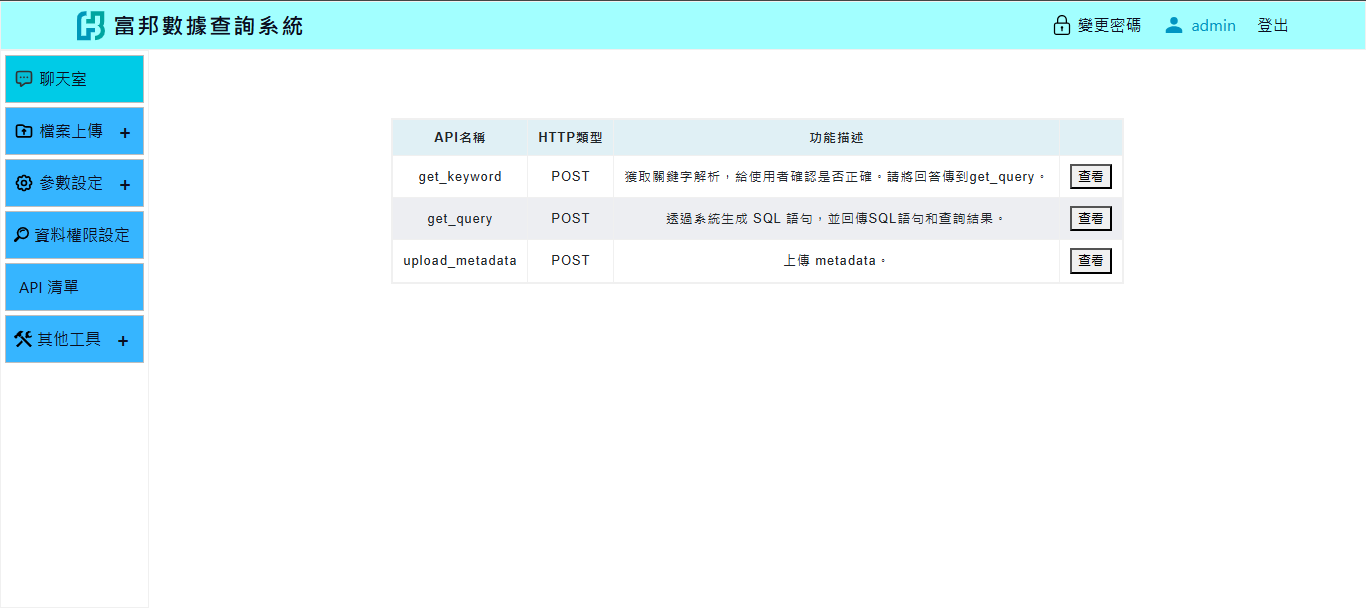 富邦數據查詢系統 變更密碼 admin 登出
聊天室
檔案上傳 +
參數設定 +
資料權限設定
API 清單
其他工具 +
API名稱 HTTP類型 功能描述
get_keyword POST 獲取關鍵字解析，給使用者確認是否正確。請將回答傳到get_query。 查看
get_query POST 透過系統生成 SQL 語句，並回傳SQL語句和查詢結果。 查看
upload_metadata POST 上傳 metadata。 查看